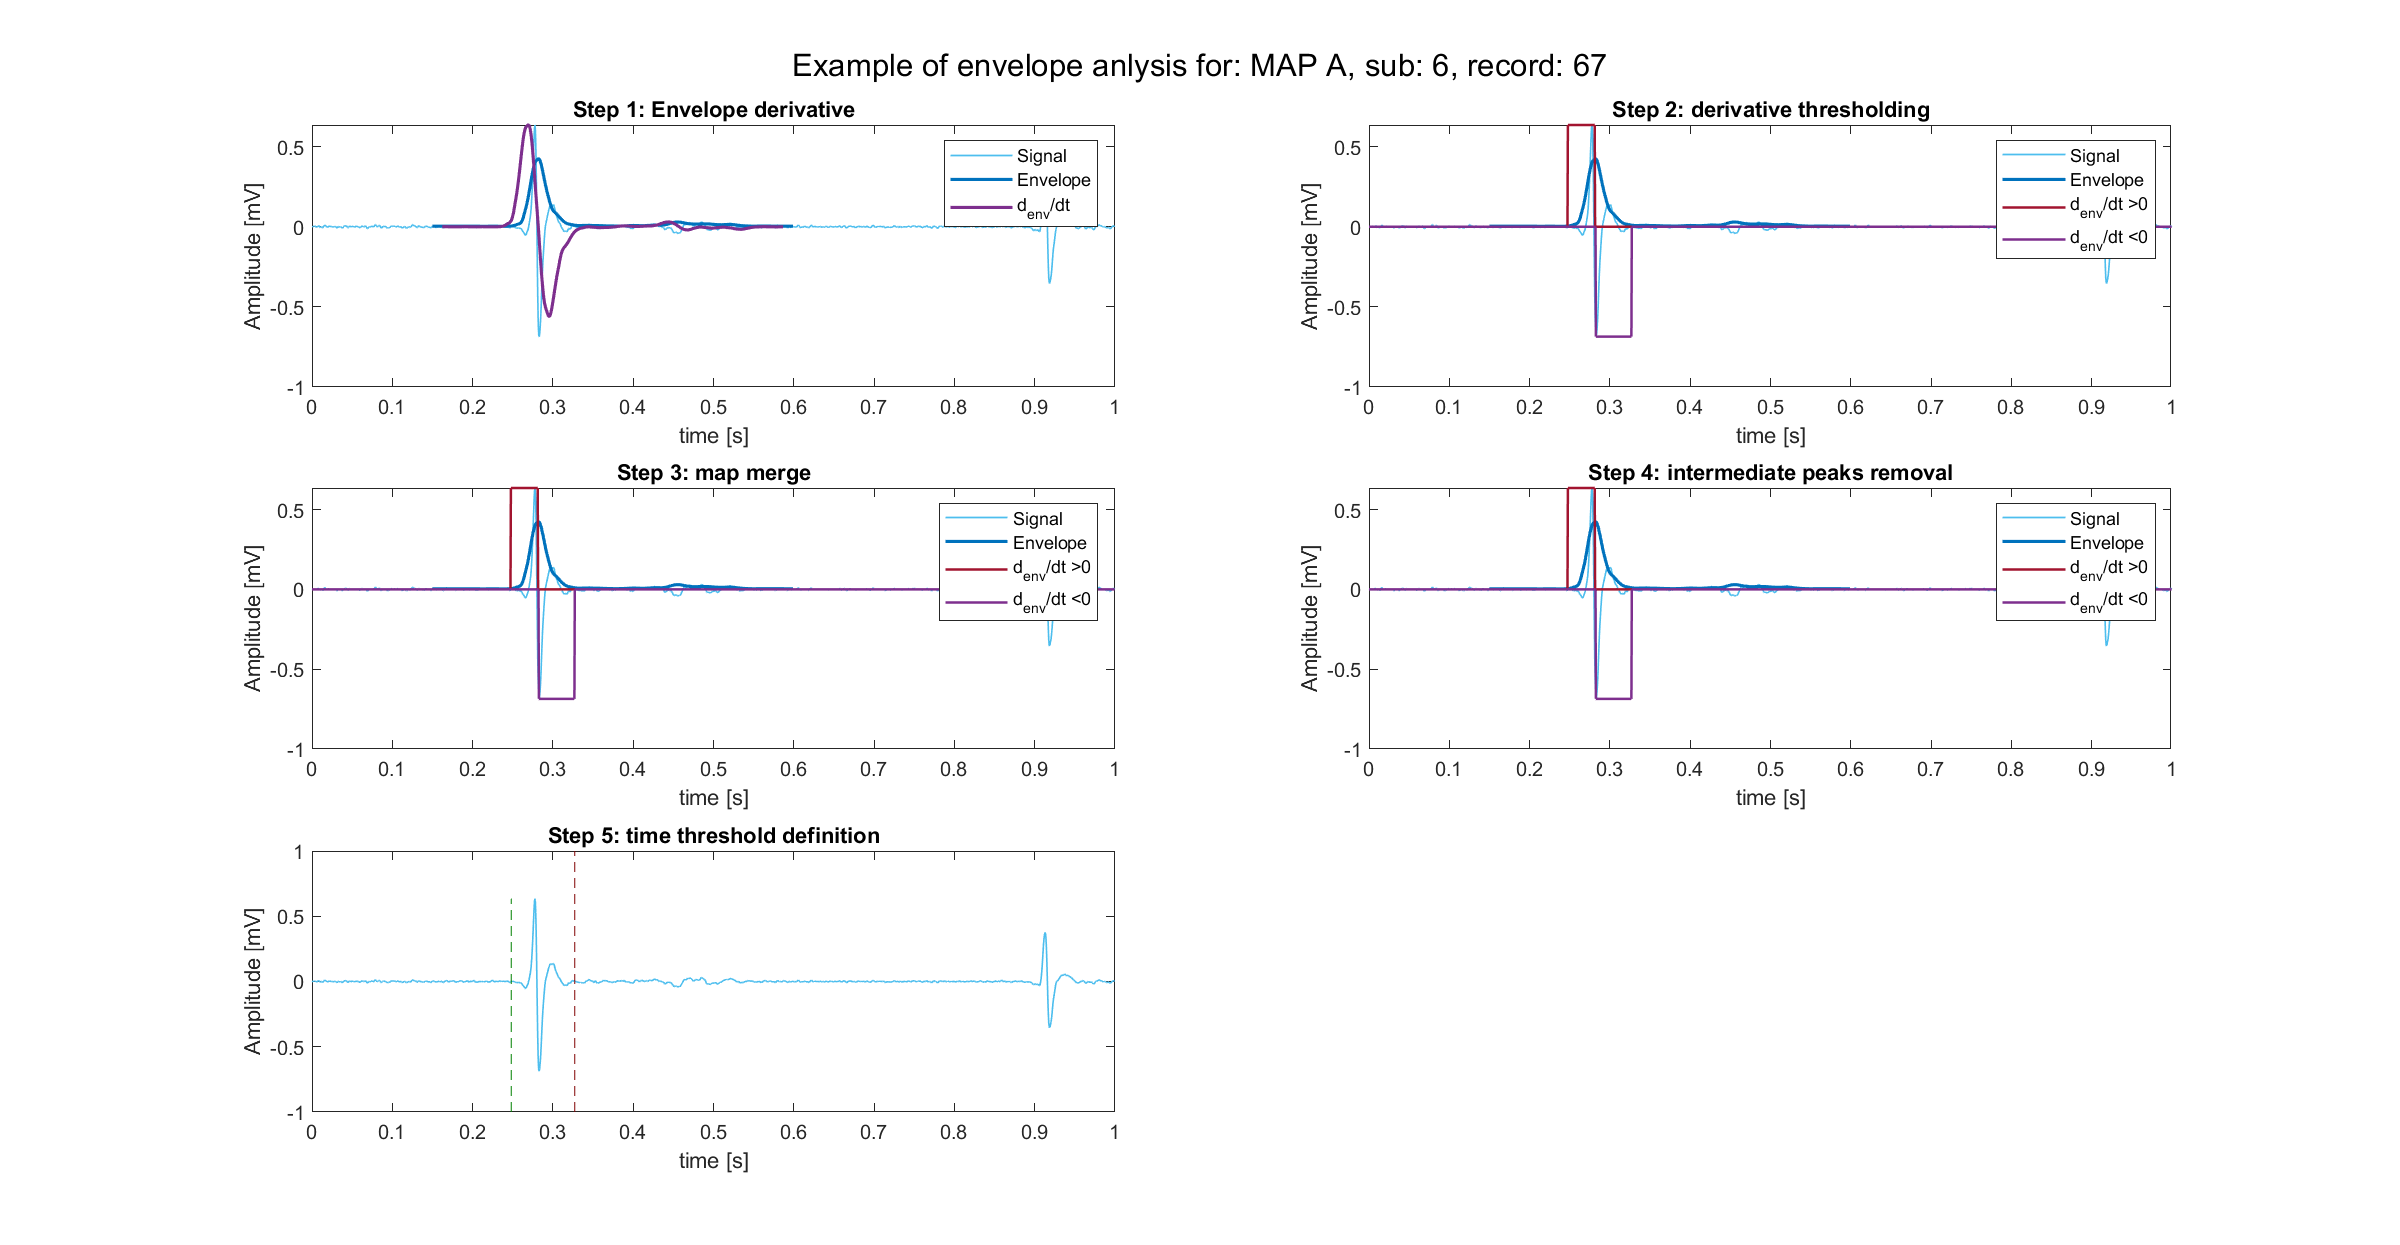 Example of envelope anlysis for: MAP A, sub: 6, record: 67
Step 1: Envelope derivative
Amplitude [mV]
0.5
0
-0.5
-1
0 0.1 0.2 0.3 0.4 0.5 0.6 0.7 0.8 0.9 1
time [s]
Signal
Envelope
d_env/dt
Step 2: derivative thresholding
Amplitude [mV]
0.5
0
-0.5
-1
0 0.1 0.2 0.3 0.4 0.5 0.6 0.7 0.8 0.9 1
time [s]
Signal
Envelope
d_env/dt >0
d_env/dt <0
Step 3: map merge
Amplitude [mV]
0.5
0
-0.5
-1
0 0.1 0.2 0.3 0.4 0.5 0.6 0.7 0.8 0.9 1
time [s]
Signal
Envelope
d_env/dt >0
d_env/dt <0
Step 4: intermediate peaks removal
Amplitude [mV]
0.5
0
-0.5
-1
0 0.1 0.2 0.3 0.4 0.5 0.6 0.7 0.8 0.9 1
time [s]
Signal
Envelope
d_env/dt >0
d_env/dt <0
Step 5: time threshold definition
Amplitude [mV]
1
0.5
0
-0.5
-1
0 0.1 0.2 0.3 0.4 0.5 0.6 0.7 0.8 0.9 1
time [s]